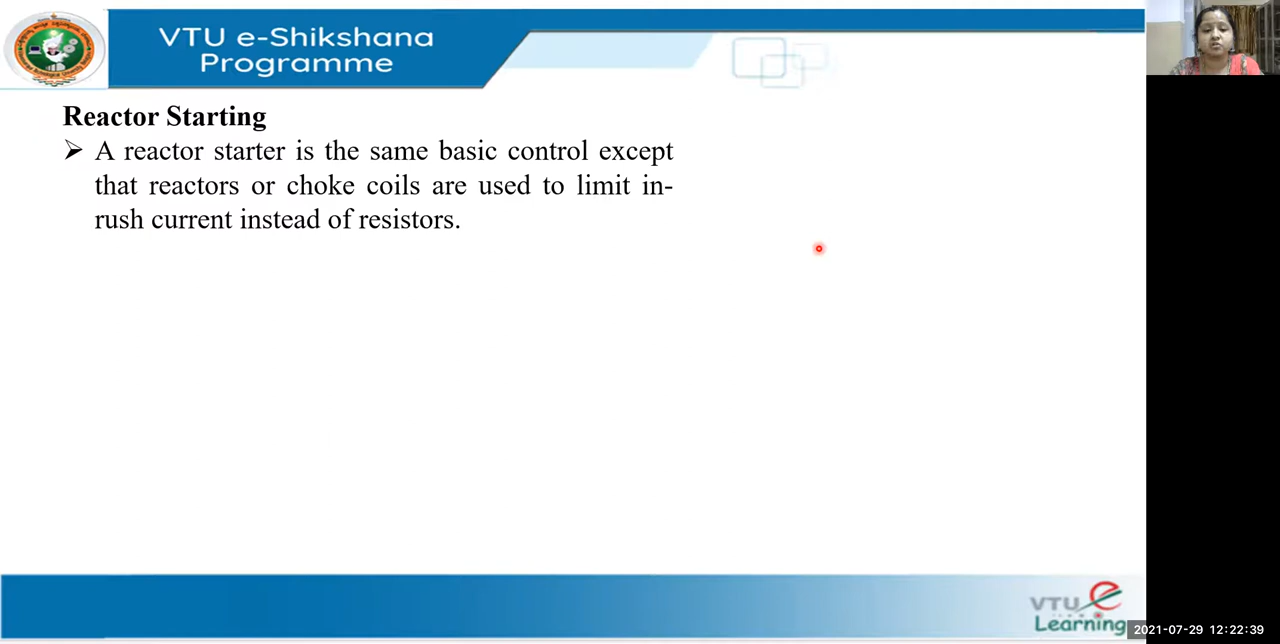 VTU e-Shikshana
Programme
Reactor Starting
➢ A reactor starter is the same basic control except
that reactors or choke coils are used to limit in-
rush current instead of resistors.
VTU e
Learning
2021-07-29 12:22:39